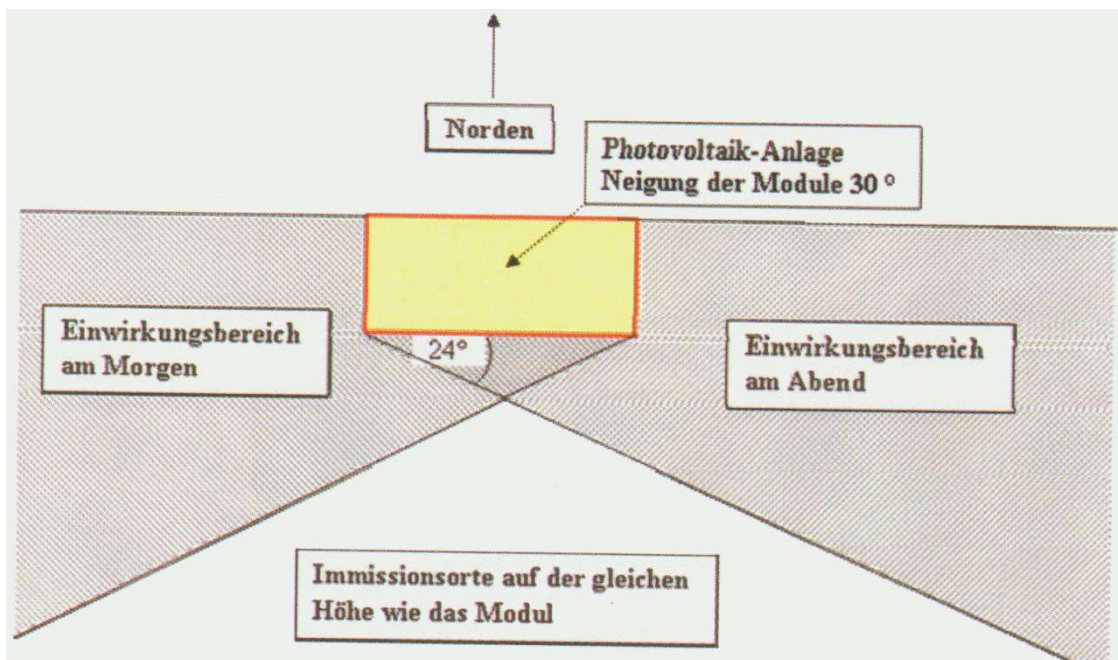 Norden
Photovoltaik-Anlage
Neigung der Module 30 °
Einwirkungsbereich
am Morgen
24°
Einwirkungsbereich
am Abend
Immissionsorte auf der gleichen
Höhe wie das Modul